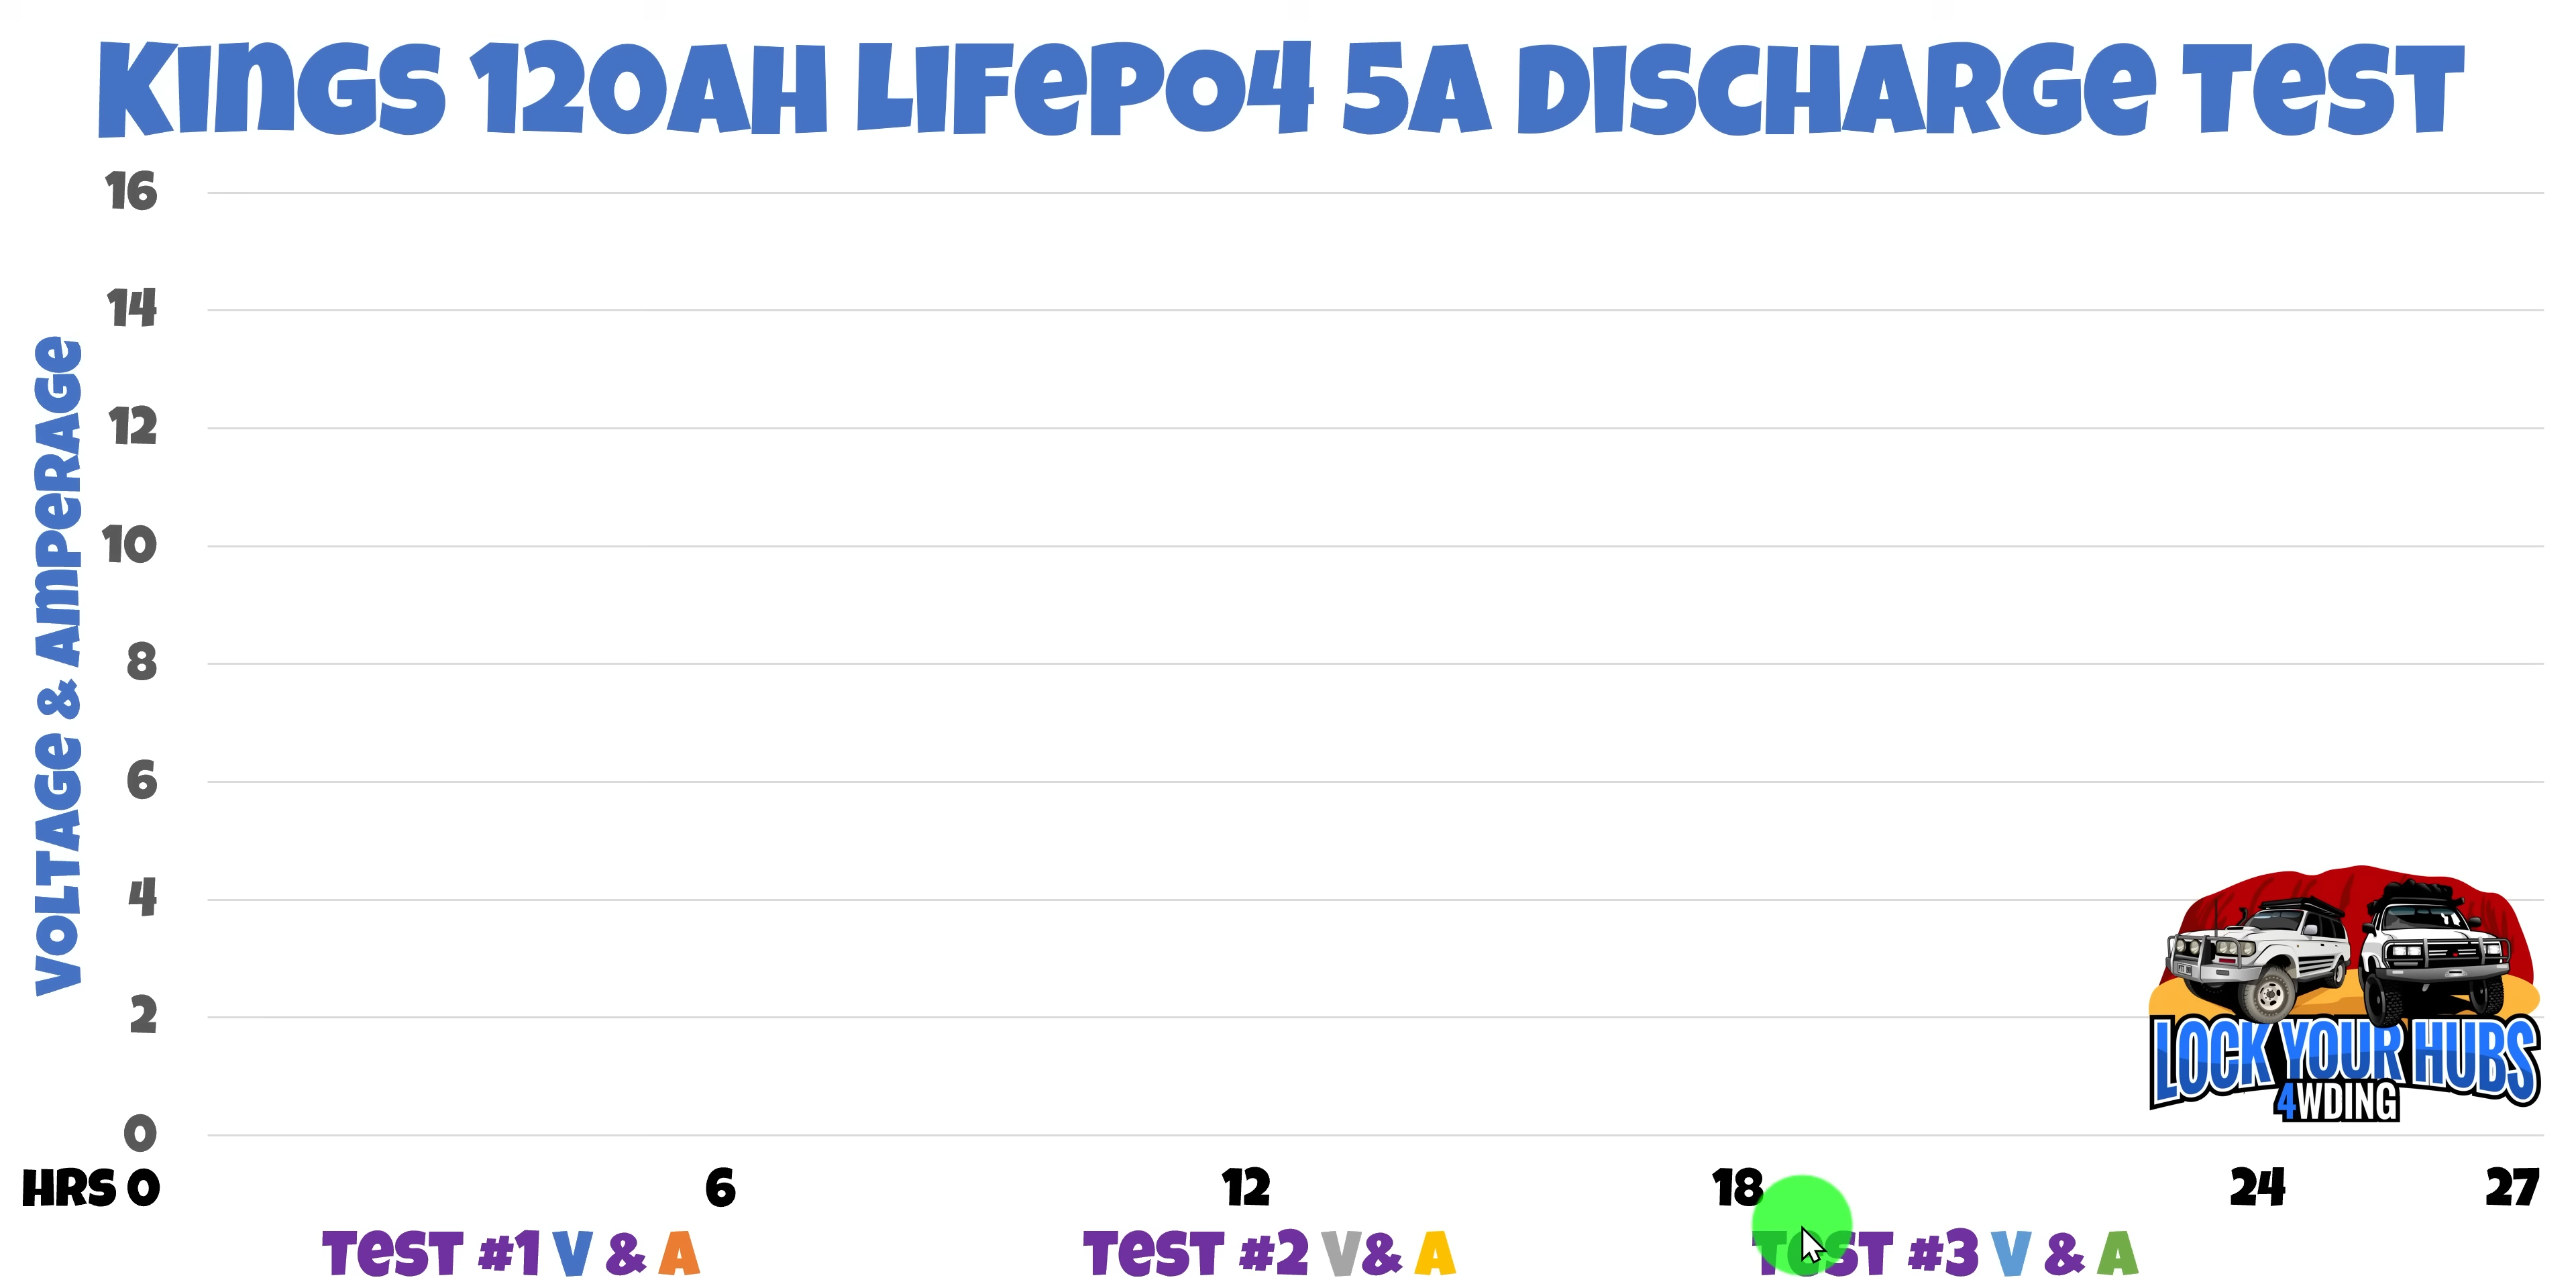 Kings 120AH LiFePO4 5A Discharge Test
16
14
12
10
8
6
4
2
0
Voltage & Amperage
HRS 0 6 12 18 24 27
Test #1 V & A Test #2 V & A Test #3 V & A
LOCK YOUR HUBS
4WDING